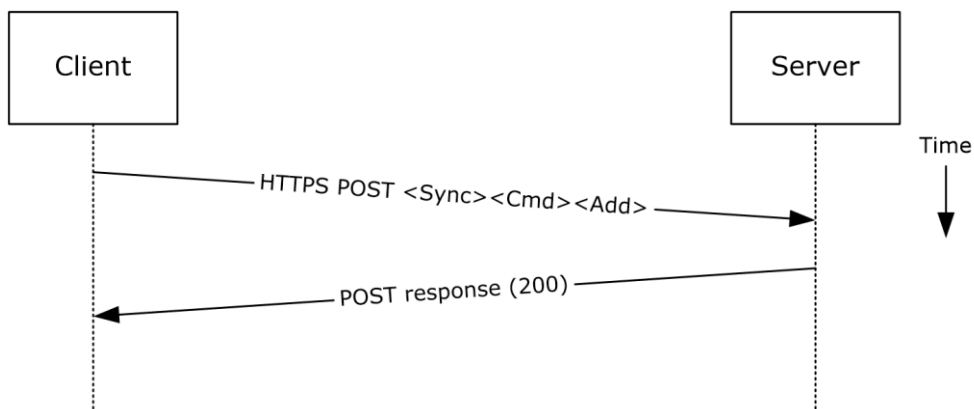 Client
Server
Time
HTTPS POST <Sync><Cmd><Add>
POST response (200)